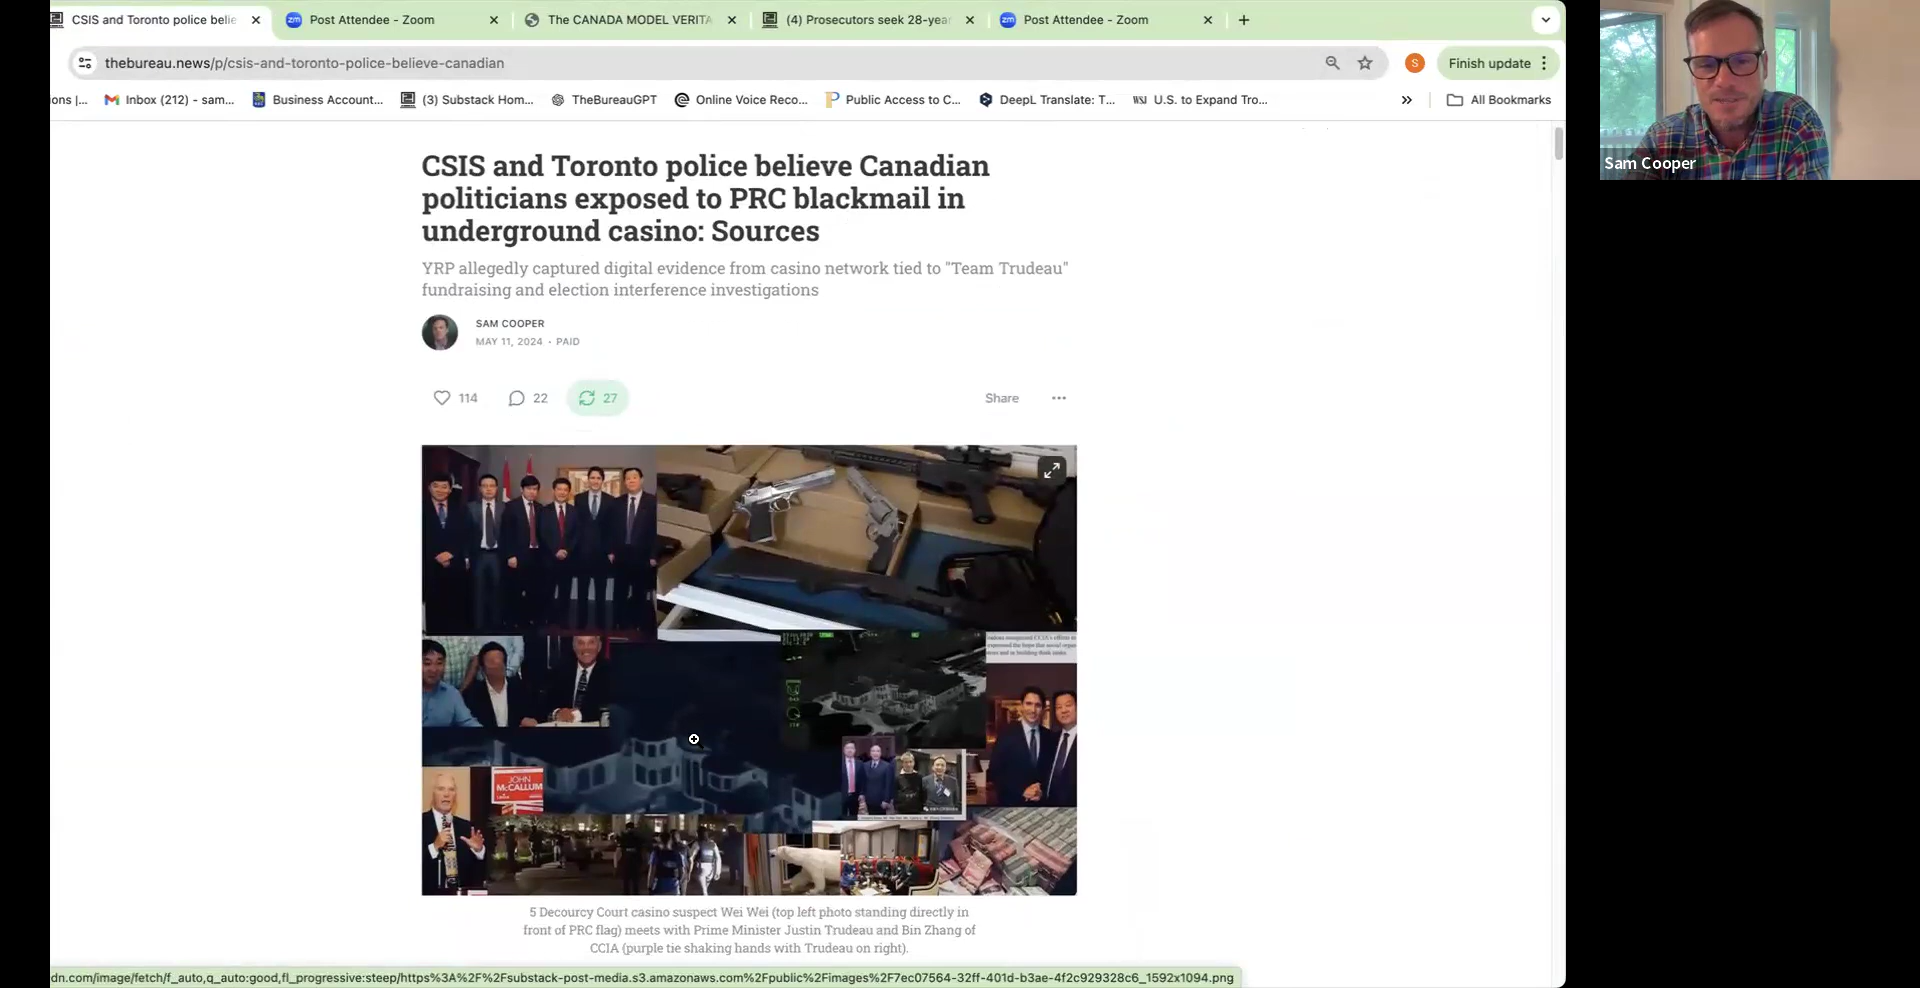 CSIS and Toronto police belie
Post Attendee - Zoom
The CANADA MODEL VERITA
(4) Prosecutors seek 28-year
Post Attendee - Zoom
thebureau.news/p/csis-and-toronto-police-believe-canadian
S
Finish update
ons |...
Inbox (212) - sam...
Business Account...
(3) Substack Hom...
TheBureauGPT
Online Voice Reco...
Public Access to C...
DeepL Translate: T...
WSJ
U.S. to Expand Tro...
All Bookmarks
Sam Cooper
CSIS and Toronto police believe Canadian
politicians exposed to PRC blackmail in
underground casino: Sources
YRP allegedly captured digital evidence from casino network tied to "Team Trudeau"
fundraising and election interference investigations
SAM COOPER
MAY 11, 2024 • PAID
114
22
27
Share
JOHN
McCALLUM
5 Decourcy Court casino suspect Wei Wei (top left photo standing directly in
front of PRC flag) meets with Prime Minister Justin Trudeau and Bin Zhang of
CCIA (purple tie shaking hands with Trudeau on right).
dn.com/image/fetch/f_auto,q_auto:good,fl_progressive:steep/https%3A%2F%2Fsubstack-post-media.s3.amazonaws.com%2Fpublic%2Fimages%2F7ec07564-32ff-401d-b3ae-4f2c929328c6_1592x1094.png